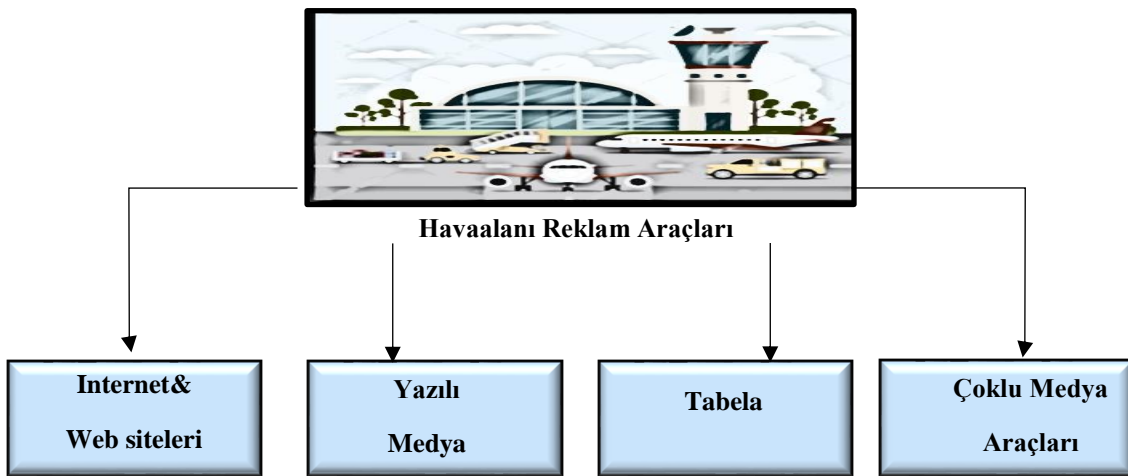 Havaalanı Reklam Araçları
Internet&
Web siteleri
Yazılı
Medya
Tabela
Çoklu Medya
Araçları